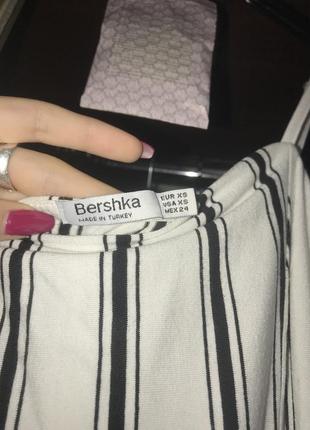 Bershka
MADE IN TURKEY
EUR XS
USA XS
MEX 24